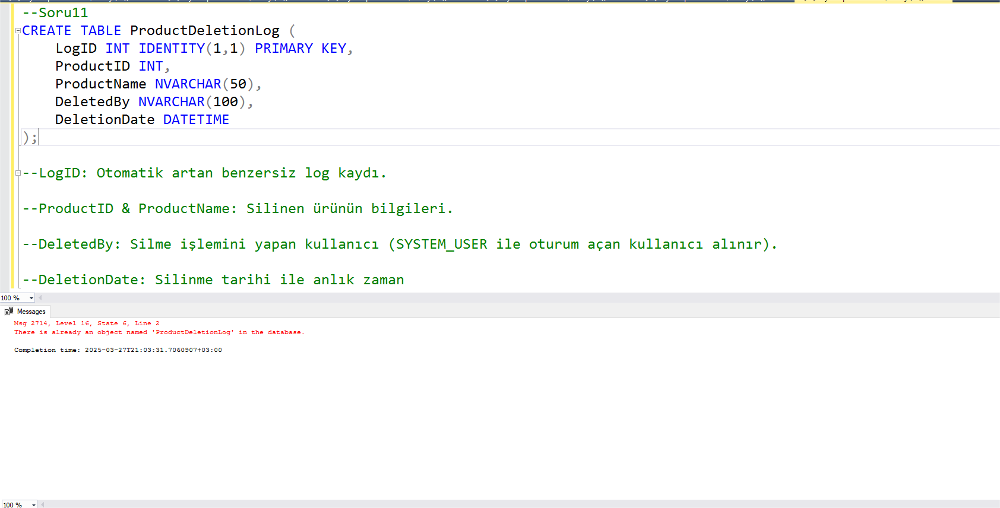 --Soru11
CREATE TABLE ProductDeletionLog (
    LogID INT IDENTITY(1,1) PRIMARY KEY,
    ProductID INT,
    ProductName NVARCHAR(50),
    DeletedBy NVARCHAR(100),
    DeletionDate DATETIME
);
--LogID: Otomatik artan benzersiz log kaydı.
--ProductID & ProductName: Silinen ürünün bilgileri.
--DeletedBy: Silme işlemini yapan kullanıcı (SYSTEM_USER ile oturum açan kullanıcı alınır).
--DeletionDate: Silinme tarihi ile anlık zaman
100 %
Messages
Msg 2714, Level 16, State 6, Line 2
There is already an object named 'ProductDeletionLog' in the database.
Completion time: 2025-03-27T21:03:31.7060907+03:00
100 %